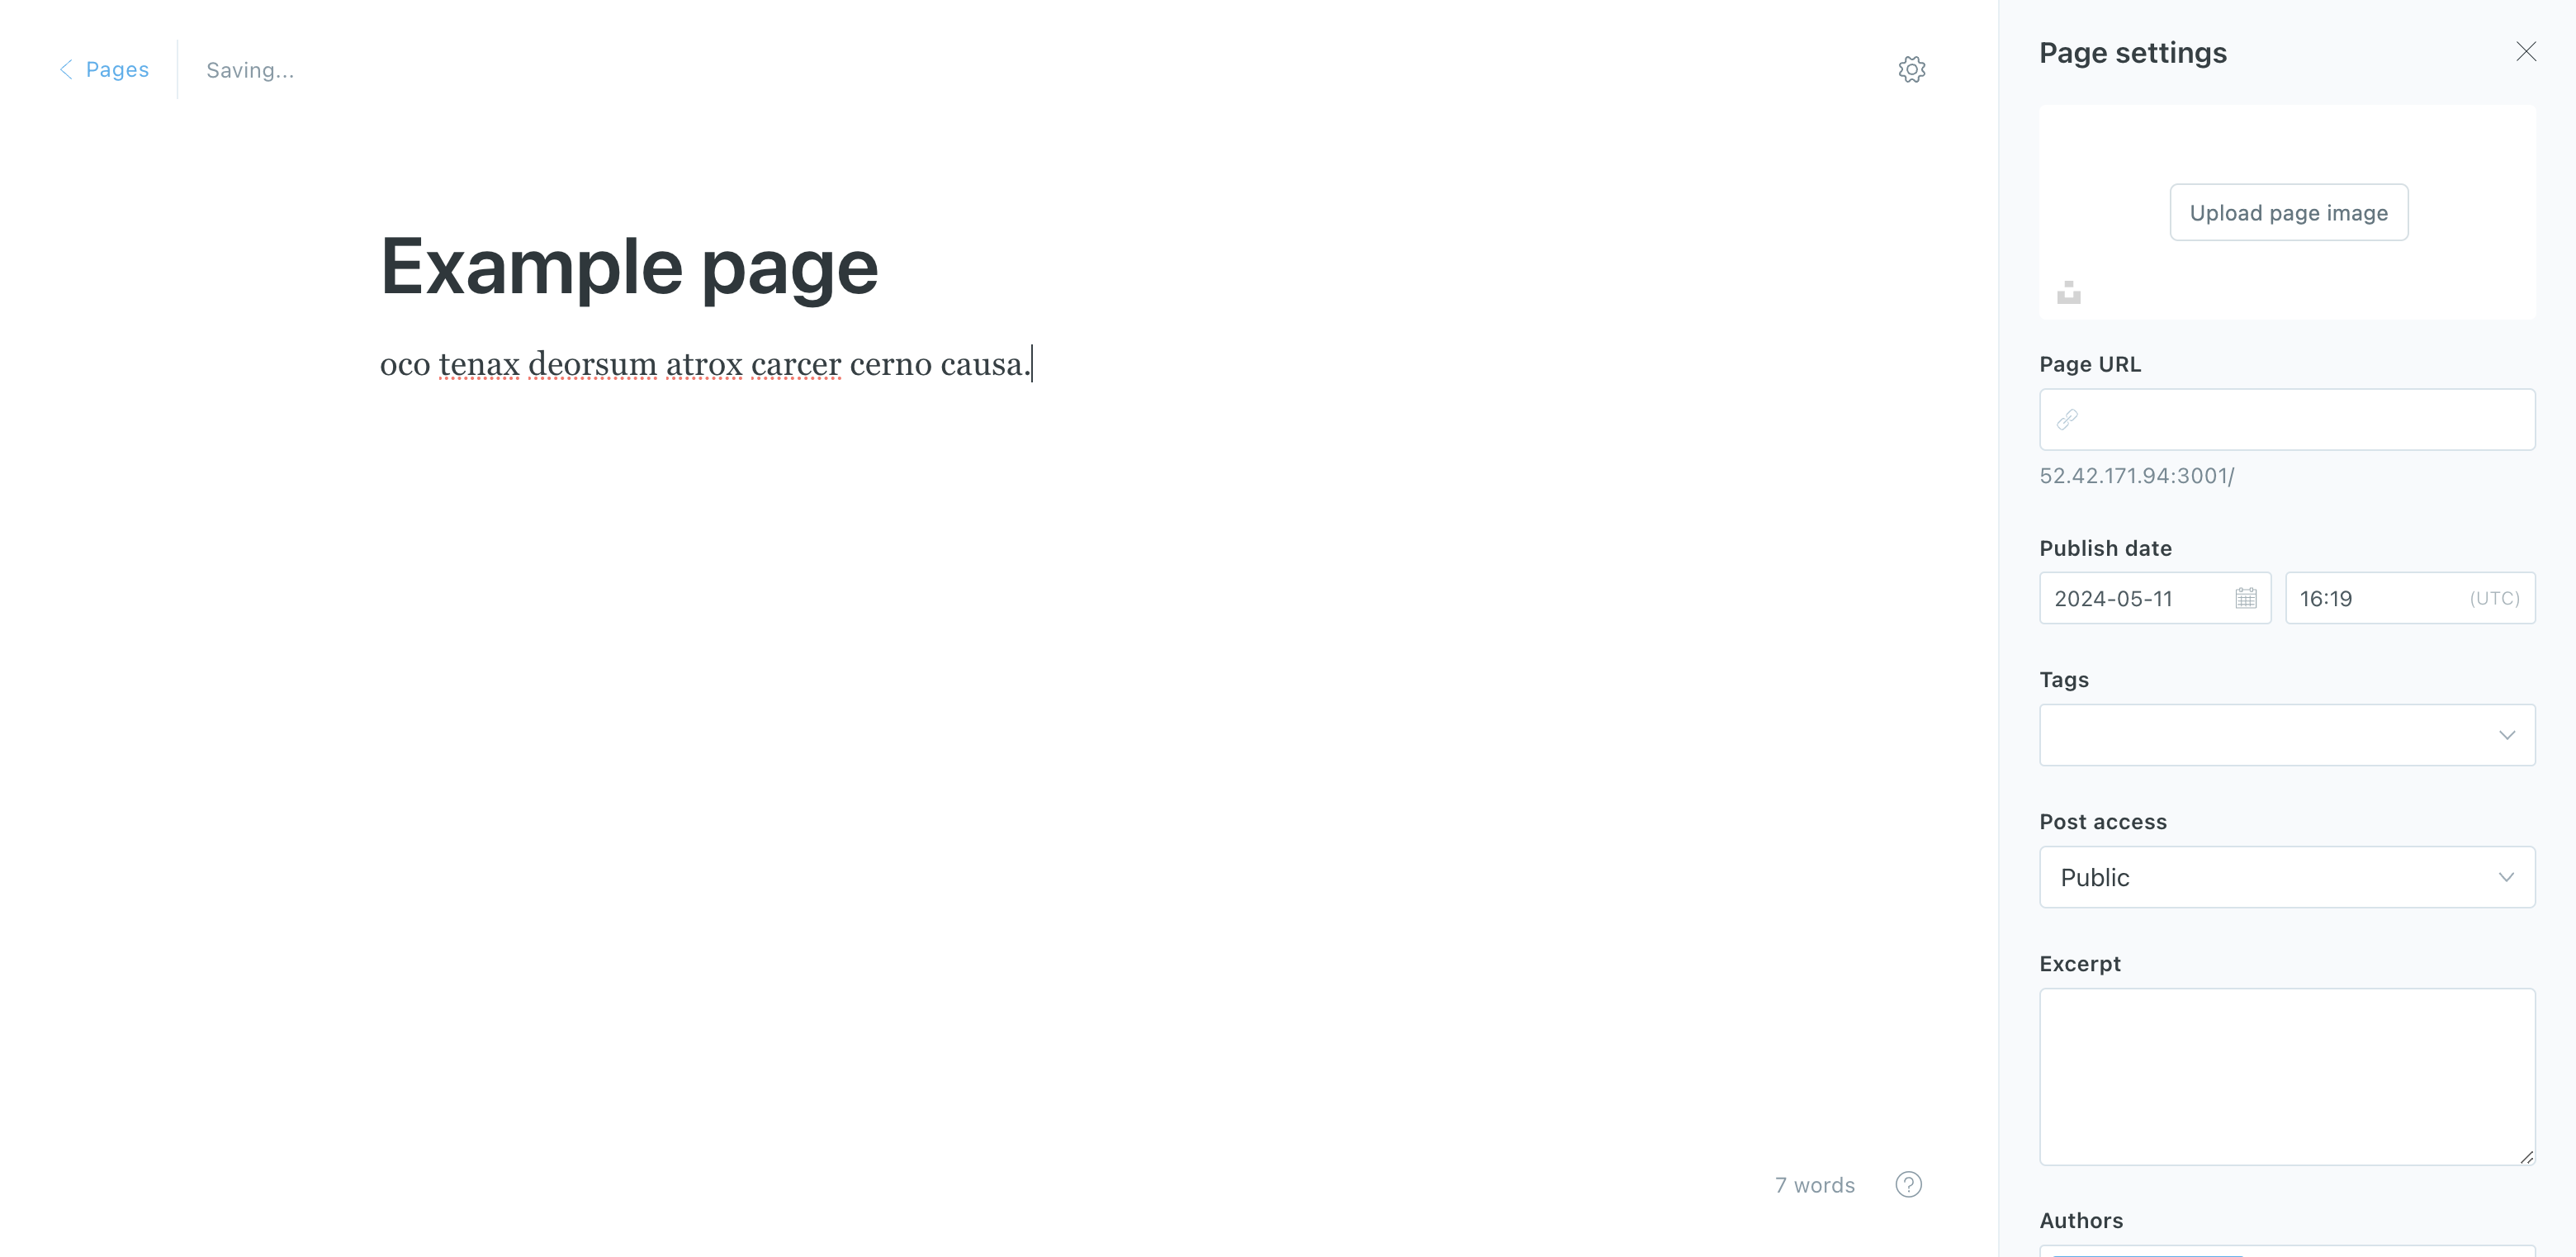 Pages
Saving...
Example page
oco tenax deorsum atrox carcer cerno causa.
7 words
Page settings
Upload page image
Page URL
52.42.171.94:3001/
Publish date
2024-05-11
16:19 (UTC)
Tags
Post access
Public
Excerpt
Authors